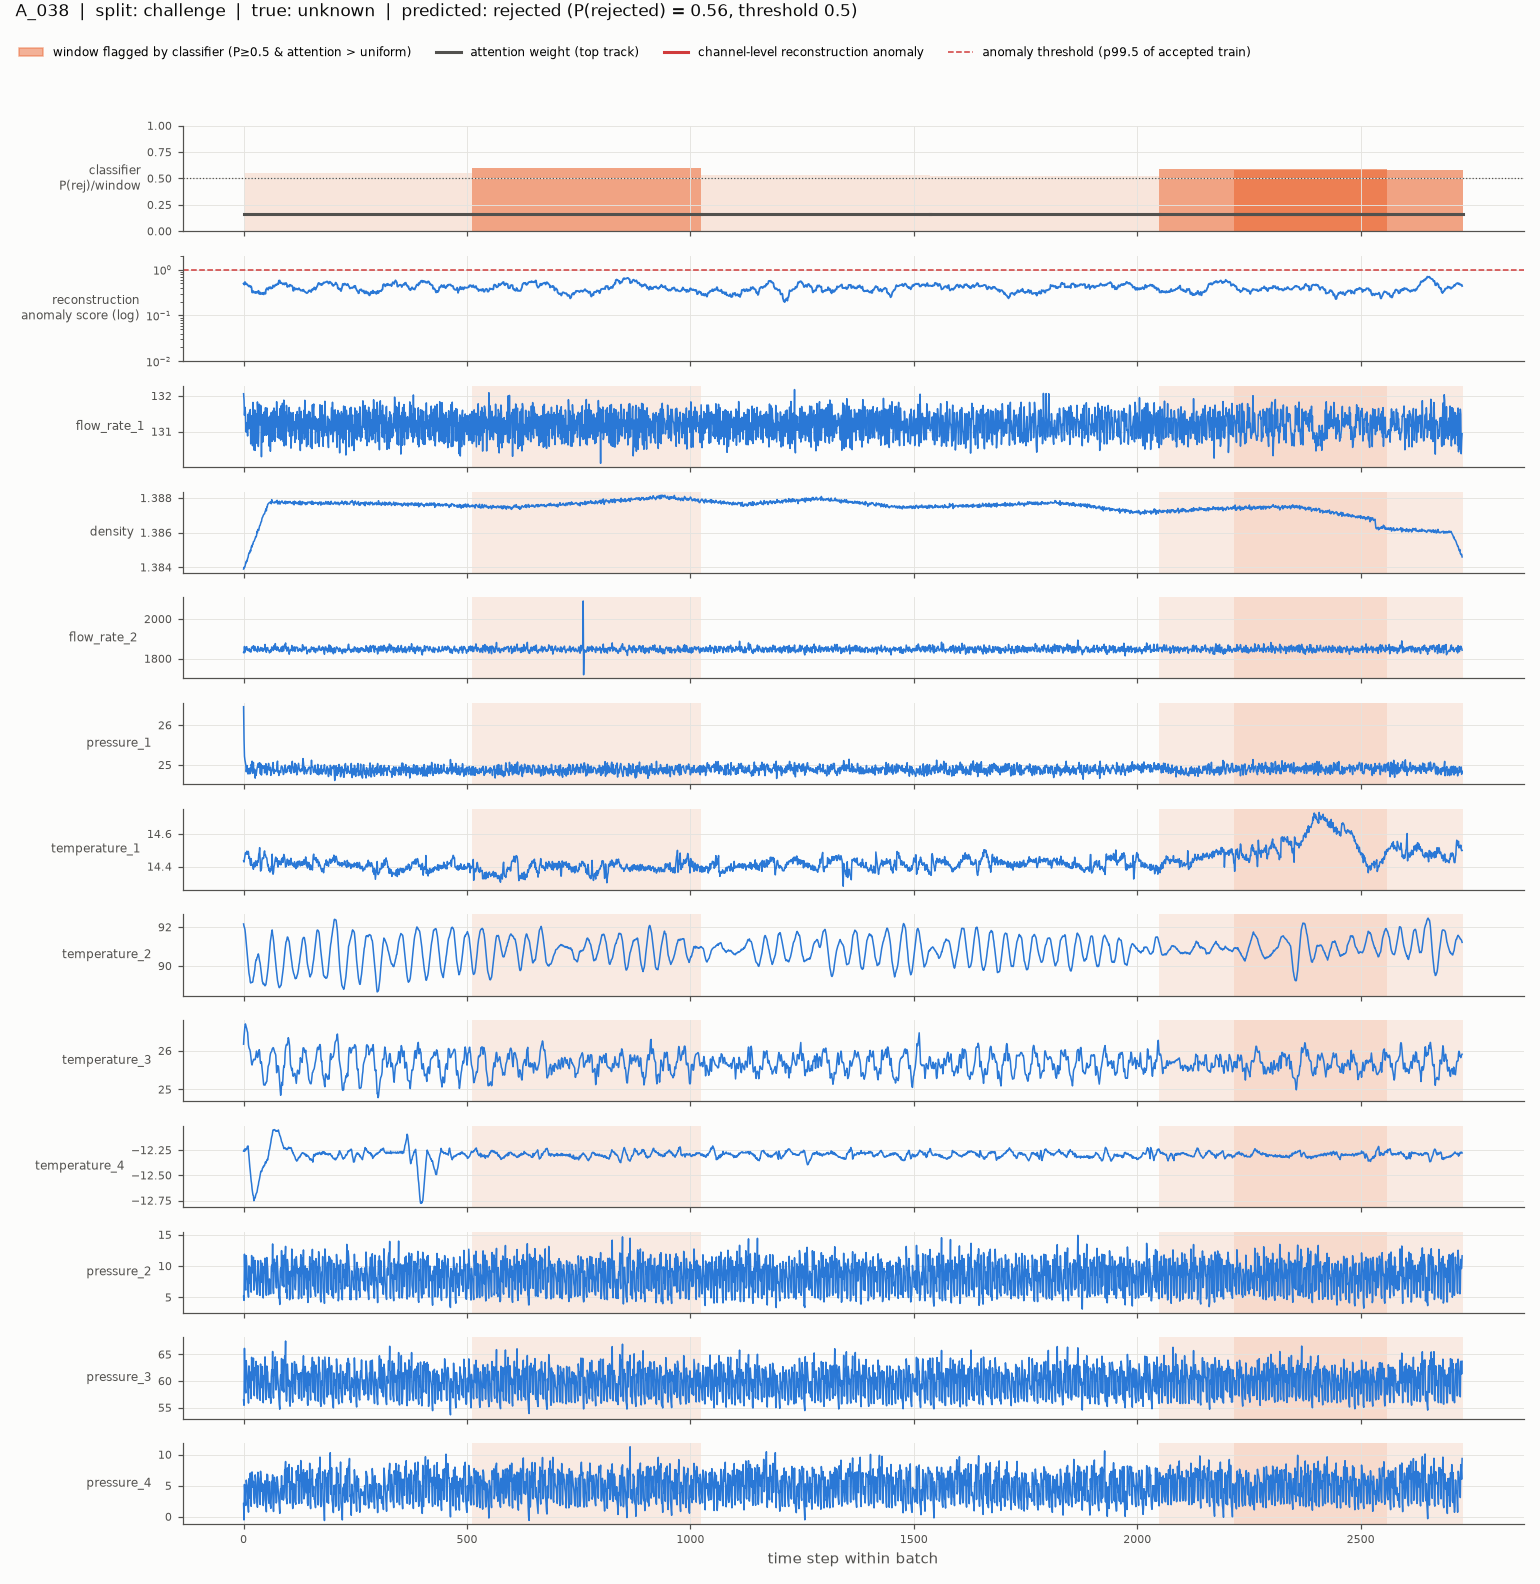 A_038 | split: challenge | true: unknown | predicted: rejected (P(rejected) = 0.56, threshold 0.5)
window flagged by classifier (P≥0.5 & attention > uniform)
attention weight (top track)
channel-level reconstruction anomaly
anomaly threshold (p99.5 of accepted train)
classifier
P(rej)/window
1.00
0.75
0.50
0.25
0.00
reconstruction
anomaly score (log)
10⁰
10⁻¹
10⁻²
flow_rate_1
132
131
density
1.388
1.386
1.384
flow_rate_2
2000
1800
pressure_1
26
25
temperature_1
14.6
14.4
temperature_2
92
90
temperature_3
26
25
temperature_4
−12.25
−12.50
−12.75
pressure_2
15
10
5
pressure_3
65
60
55
pressure_4
10
5
0
0 500 1000 1500 2000 2500
time step within batch